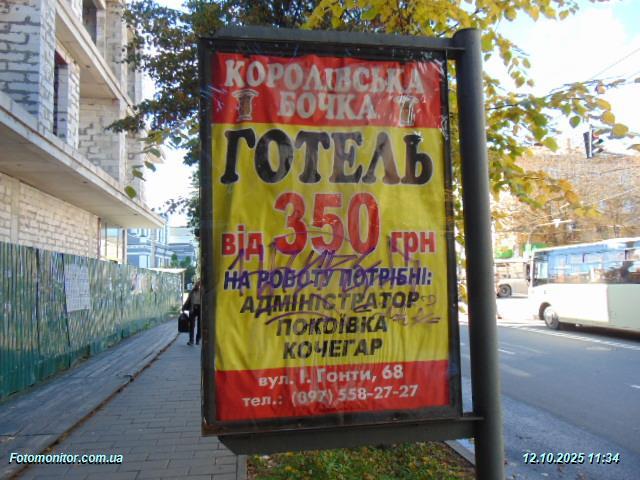 КОРОЛІВСЬКА
БОЧКА
ГОТЕЛЬ
від 350 грн
НА РОБОТУ ПОТРІБНІ:
АДМІНІСТРАТОР
ПОКОЇВКА
КОЧЕГАР
вул. І. Гонти, 68
тел.: (097) 558-27-27
Fotomonitor.com.ua
12.10.2025 11:34